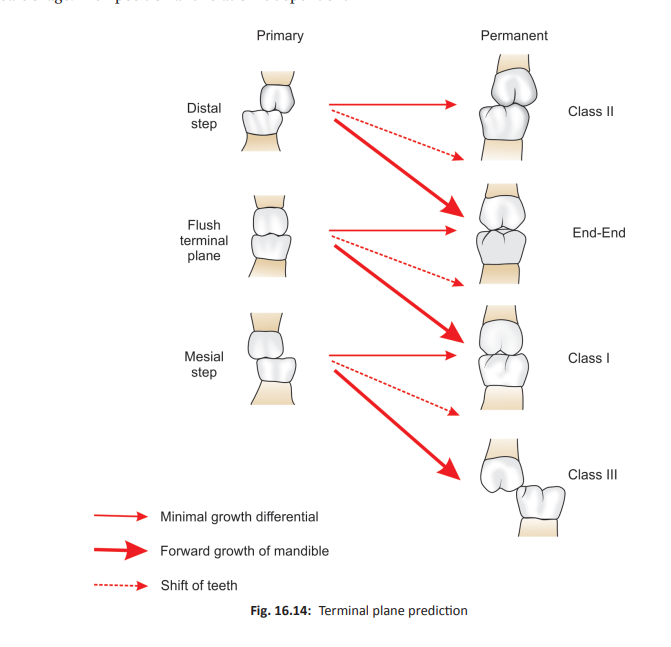 Primary
Permanent
Distal
step
Class II
Flush
terminal
plane
End-End
Mesial
step
Class I
Class III
Minimal growth differential
Forward growth of mandible
Shift of teeth
Fig. 16.14: Terminal plane prediction